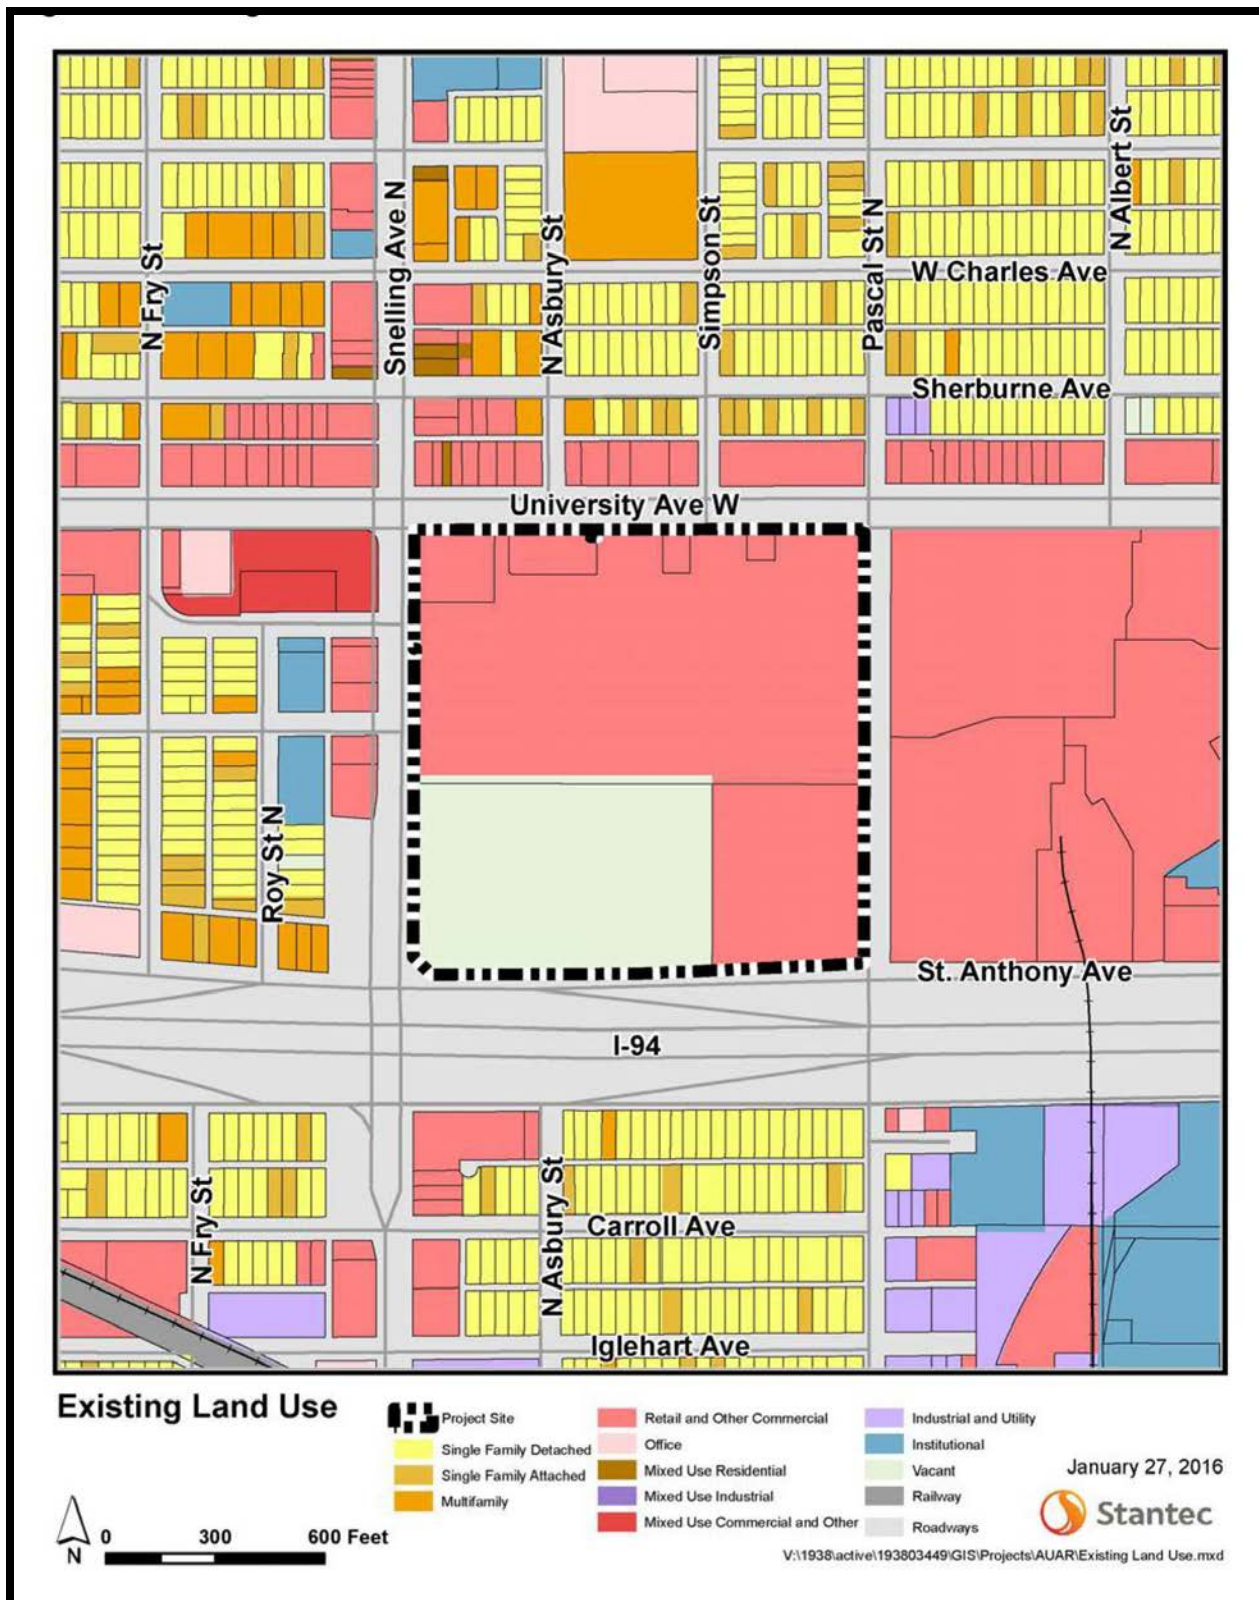 N Albert St
Snelling Ave N
Simpson St
Pascal St N
N Fry St
N Asbury St
W Charles Ave
Sherburne Ave
University Ave W
Roy St N
St. Anthony Ave
I-94
N Fry St
N Asbury St
Carroll Ave
Iglehart Ave
Existing Land Use
Project Site
Single Family Detached
Single Family Attached
Multifamily
Retail and Other Commercial
Office
Mixed Use Residential
Mixed Use Industrial
Mixed Use Commercial and Other
Industrial and Utility
Institutional
Vacant
Railway
Roadways
January 27, 2016
Stantec
N
0 300 600 Feet
V:\1938\active\193803449\GIS\Projects\AUAR\Existing Land Use.mxd